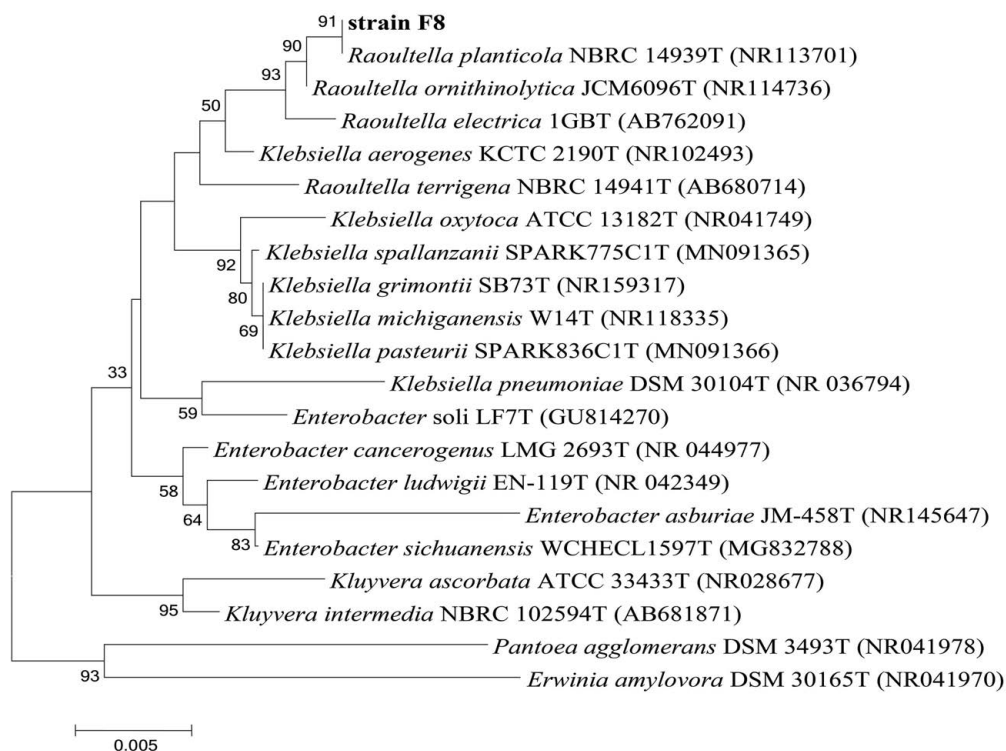 91
strain F8
90
Raoultella planticola NBRC 14939T (NR113701)
93
Raoultella ornithinolytica JCM6096T (NR114736)
50
Raoultella electrica 1GBT (AB762091)
Klebsiella aerogenes KCTC 2190T (NR102493)
Raoultella terrigena NBRC 14941T (AB680714)
Klebsiella oxytoca ATCC 13182T (NR041749)
Klebsiella spallanzanii SPARK775C1T (MN091365)
92
Klebsiella grimontii SB73T (NR159317)
80
Klebsiella michiganensis W14T (NR118335)
69
Klebsiella pasteurii SPARK836C1T (MN091366)
33
Klebsiella pneumoniae DSM 30104T (NR 036794)
59
Enterobacter soli LF7T (GU814270)
Enterobacter cancerogenus LMG 2693T (NR 044977)
58
Enterobacter ludwigii EN-119T (NR 042349)
64
Enterobacter asburiae JM-458T (NR145647)
83
Enterobacter sichuanensis WCHECL1597T (MG832788)
Kluyvera ascorbata ATCC 33433T (NR028677)
95
Kluyvera intermedia NBRC 102594T (AB681871)
Pantoea agglomerans DSM 3493T (NR041978)
93
Erwinia amylovora DSM 30165T (NR041970)
0.005